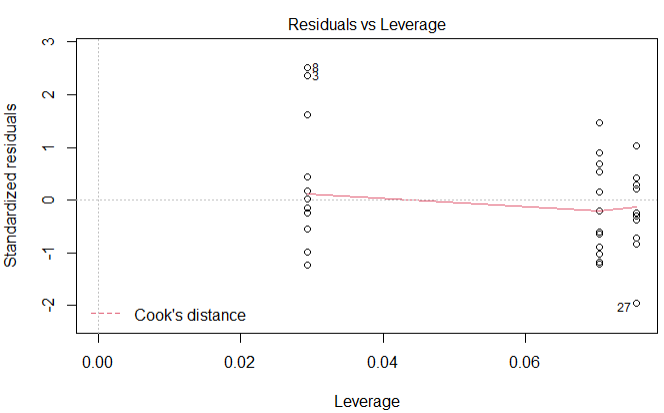 Residuals vs Leverage
Standardized residuals
3
2
1
0
-1
-2
8
3
27
Cook's distance
0.00 0.02 0.04 0.06
Leverage